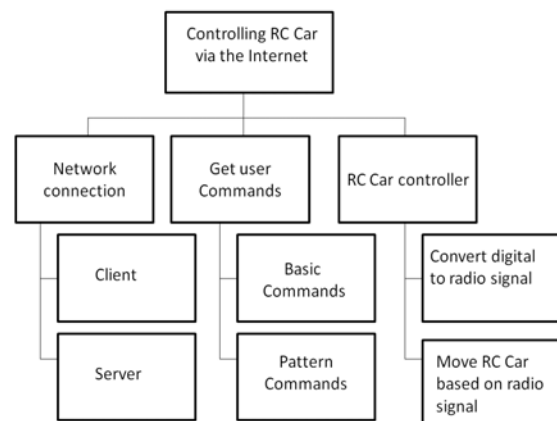 Controlling RC Car
via the Internet
Network
connection
Get user
Commands
RC Car controller
Client
Basic
Commands
Convert digital
to radio signal
Server
Pattern
Commands
Move RC Car
based on radio
signal